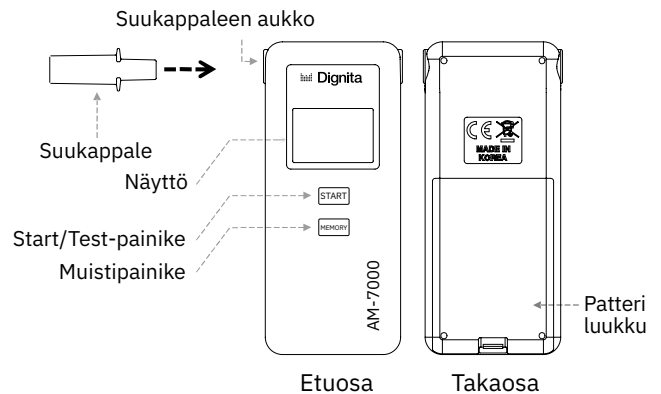 Suukappaleen aukko
Dignita
Suukappale
Näyttö
START
Start/Test-painike
MEMORY
Muistipainike
AM-7000
CE
MADE IN
KOREA
Patteri
luukku
Etuosa
Takaosa